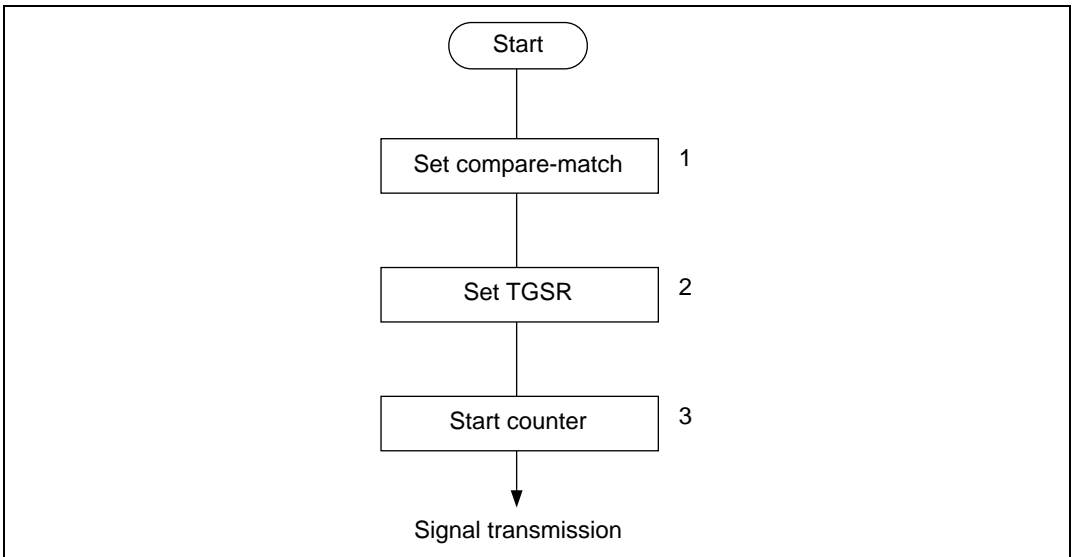 Start
Set compare-match 1
Set TGSR 2
Start counter 3
Signal transmission